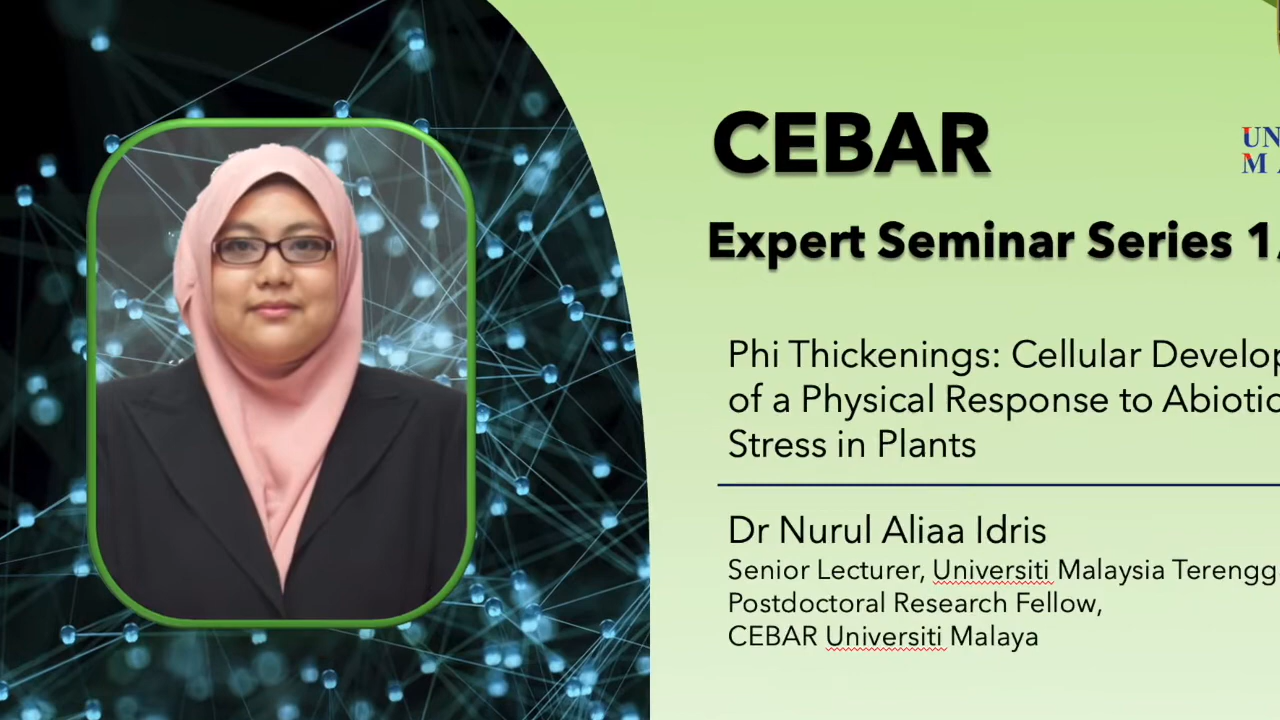 CEBAR
UN
M A
Expert Seminar Series 1
Phi Thickenings: Cellular Develop
of a Physical Response to Abiotic
Stress in Plants
Dr Nurul Aliaa Idris
Senior Lecturer, Universiti Malaysia Terengg
Postdoctoral Research Fellow,
CEBAR Universiti Malaya